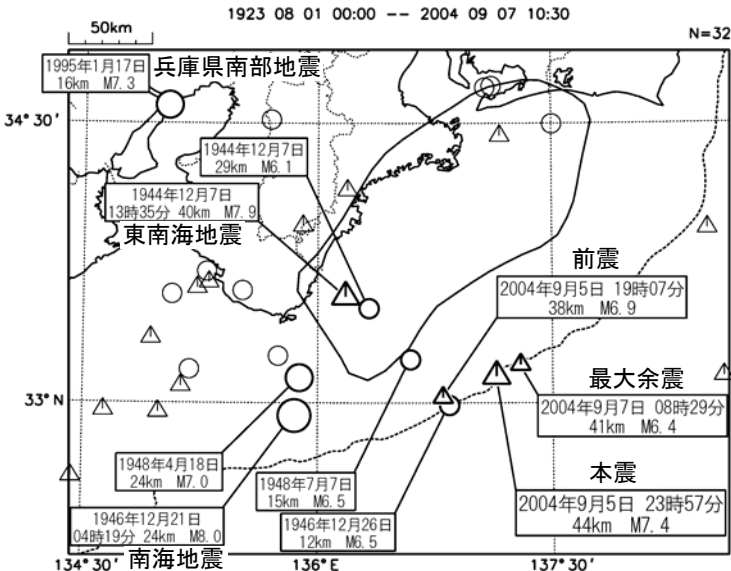 1923 08 01 00:00 -- 2004 09 07 10:30
50km
N=32
1995年1月17日
16km M7.3
兵庫県南部地震
34°30'
1944年12月7日
29km M6.1
1944年12月7日
13時35分 40km M7.9
東南海地震
前震
2004年9月5日 19時07分
38km M6.9
最大余震
2004年9月7日 08時29分
41km M6.4
33°N
1948年4月18日
24km M7.0
1948年7月7日
15km M6.5
本震
2004年9月5日 23時57分
44km M7.4
1946年12月21日
04時19分 24km M8.0
南海地震
1946年12月26日
12km M6.5
134°30'
136°E
137°30'